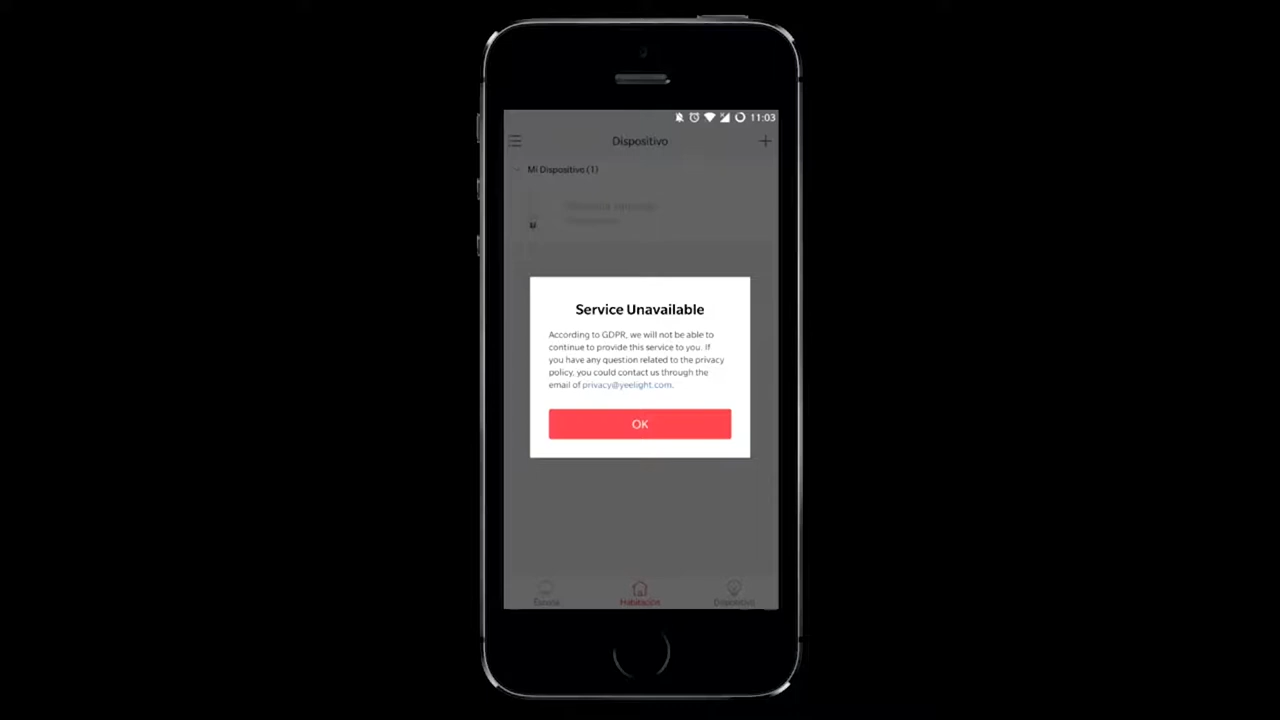 11:03
Dispositivo
Mi Dispositivo (1)
Service Unavailable
According to GDPR, we will not be able to
continue to provide this service to you. If
you have any question related to the privacy
policy, you could contact us through the
email of privacy@yeelight.com.
OK
Habitación
Dispositivo